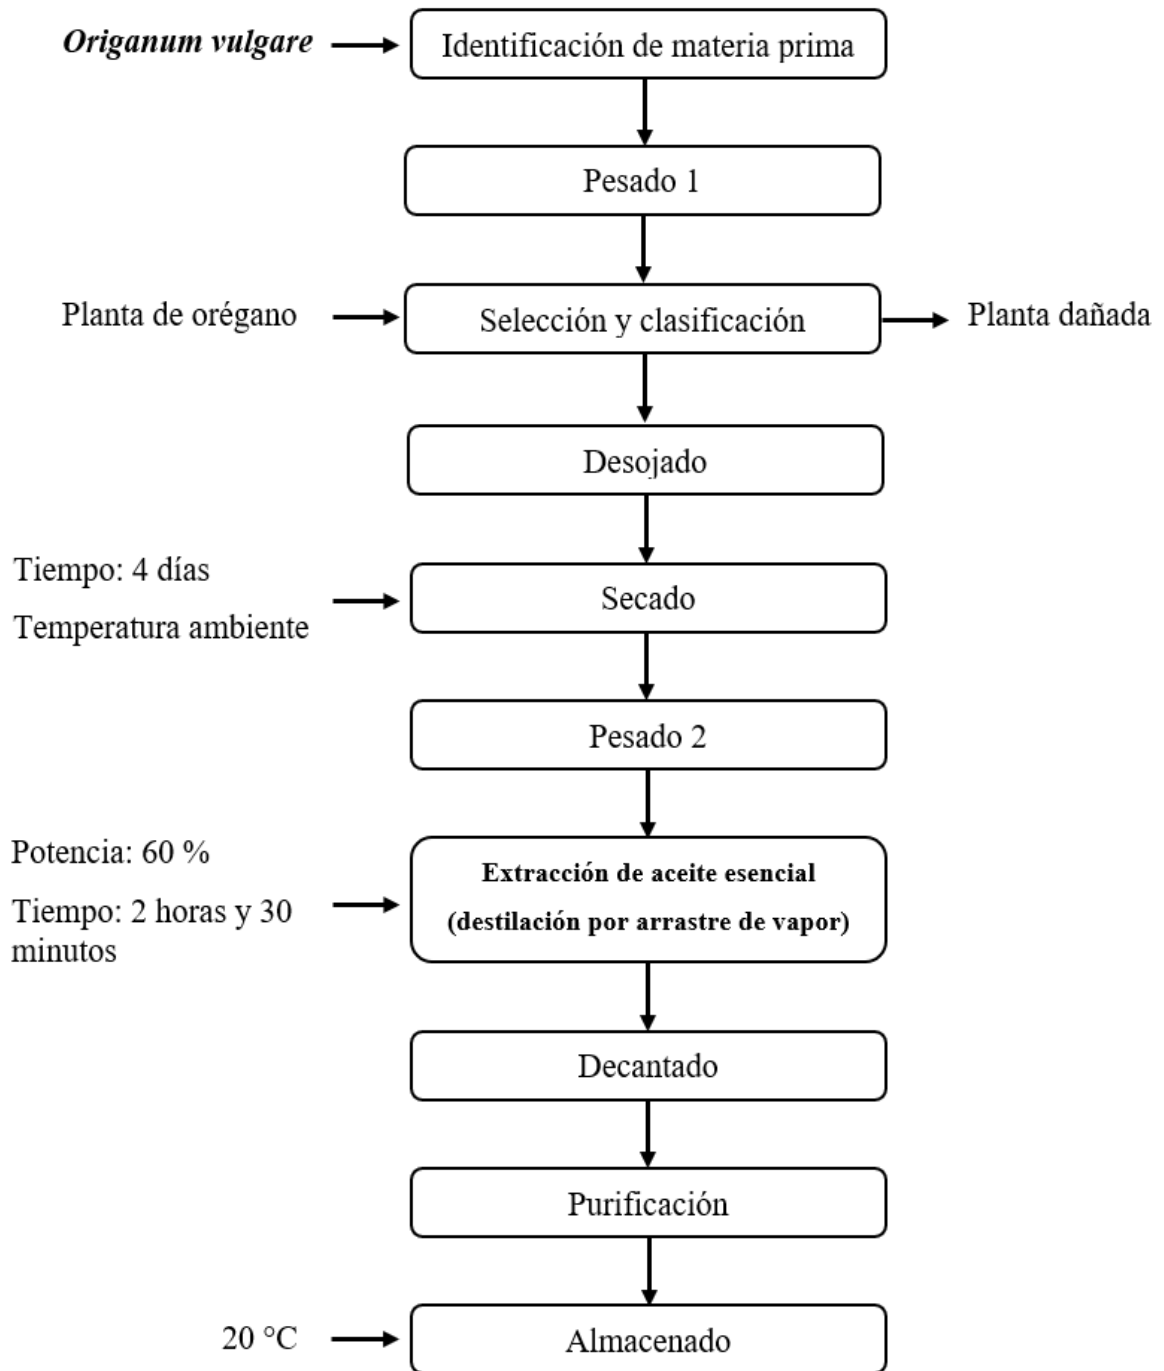 Origanum vulgare
Identificación de materia prima
Pesado 1
Planta de orégano
Selección y clasificación
Planta dañada
Desojado
Tiempo: 4 días
Temperatura ambiente
Secado
Pesado 2
Potencia: 60 %
Tiempo: 2 horas y 30
minutos
Extracción de aceite esencial
(destilación por arrastre de vapor)
Decantado
Purificación
20 °C
Almacenado